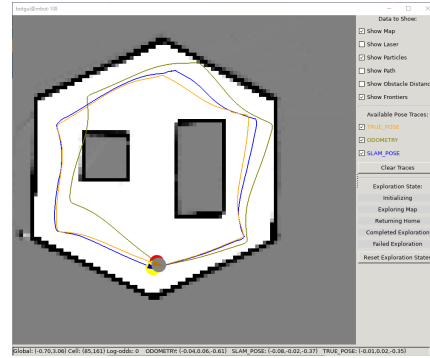 botgui@mbot-108
Data to Show:
Show Map
Show Laser
Show Particles
Show Path
Show Obstacle Distanc
Show Frontiers
Available Pose Traces:
TRUE_POSE
ODOMETRY
SLAM_POSE
Clear Traces
Exploration State:
Initializing
Exploring Map
Returning Home
Completed Exploration
Failed Exploration
Reset Exploration States
Global: (-0.70,3.06) Cell: (85,161) Log-odds: 0 ODOMETRY: (-0.04,0.06,-0.61) SLAM_POSE: (-0.08,-0.02,-0.37) TRUE_POSE: (-0.01,0.02,-0.35)